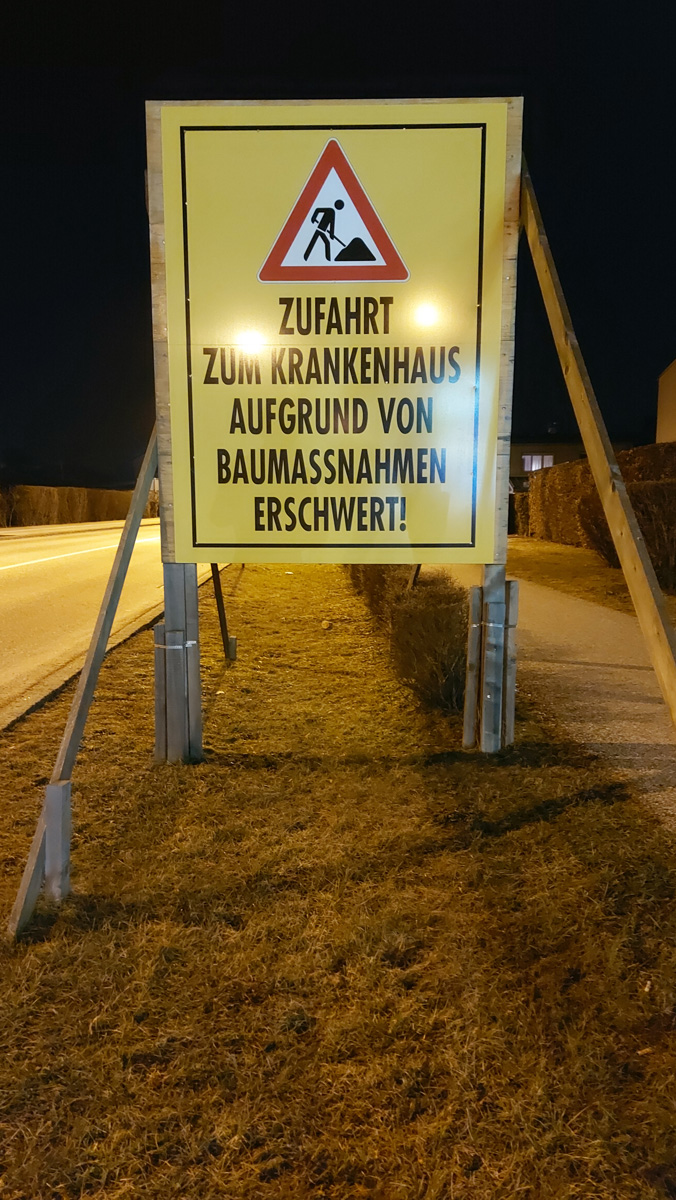 ZUFAHRT
ZUM KRANKENHAUS
AUFGRUND VON
BAUMASSNAHMEN
ERSCHWERT!